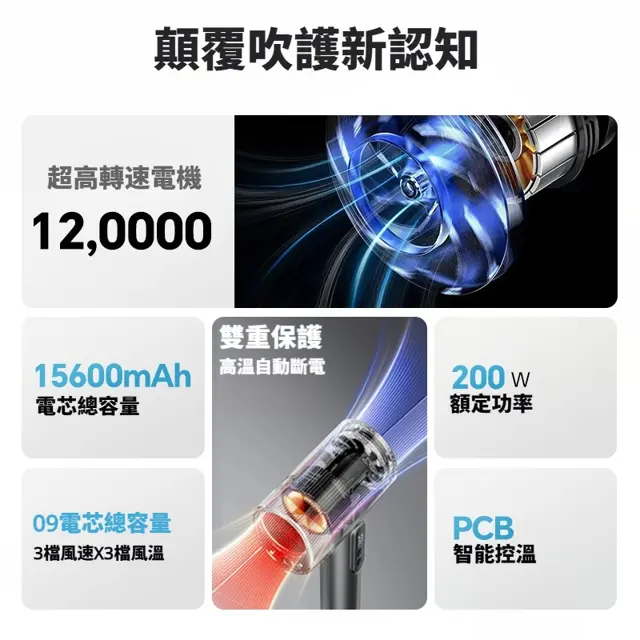 顛覆吹護新認知
超高轉速電機
12,0000
雙重保護
高溫自動斷電
15600mAh
電芯總容量
200 W
額定功率
09電芯總容量
3檔風速X3檔風溫
PCB
智能控溫